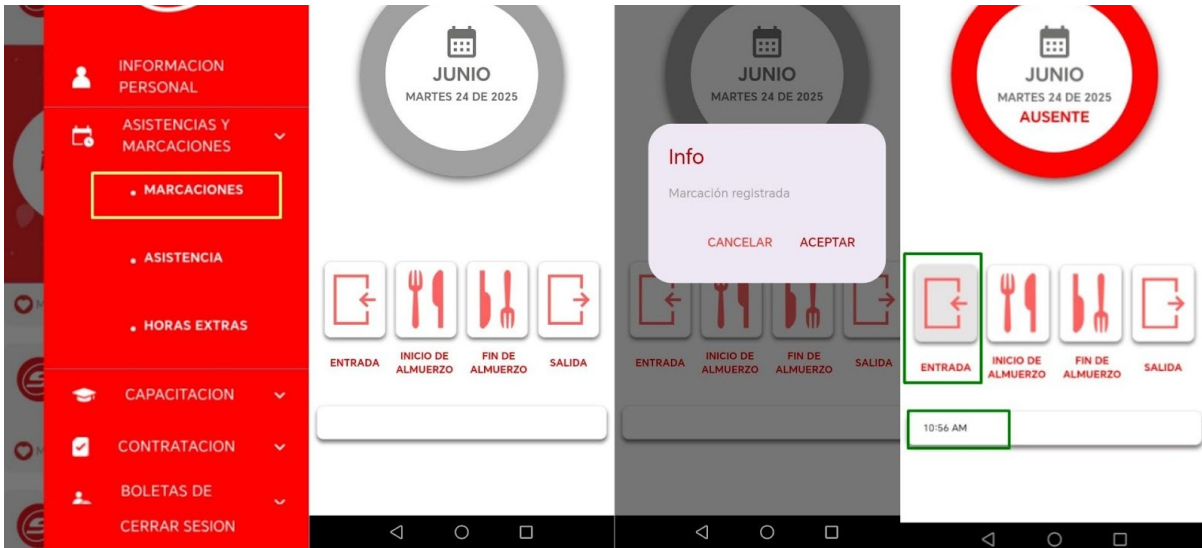 INFORMACION
PERSONAL
ASISTENCIAS Y
MARCACIONES
• MARCACIONES
• ASISTENCIA
• HORAS EXTRAS
CAPACITACION
CONTRATACION
BOLETAS DE
CERRAR SESION
JUNIO
MARTES 24 DE 2025
ENTRADA
INICIO DE
ALMUERZO
FIN DE
ALMUERZO
SALIDA
JUNIO
MARTES 24 DE 2025
Info
Marcación registrada
CANCELAR ACEPTAR
ENTRADA
INICIO DE
ALMUERZO
FIN DE
ALMUERZO
SALIDA
JUNIO
MARTES 24 DE 2025
AUSENTE
ENTRADA
INICIO DE
ALMUERZO
FIN DE
ALMUERZO
SALIDA
10:56 AM